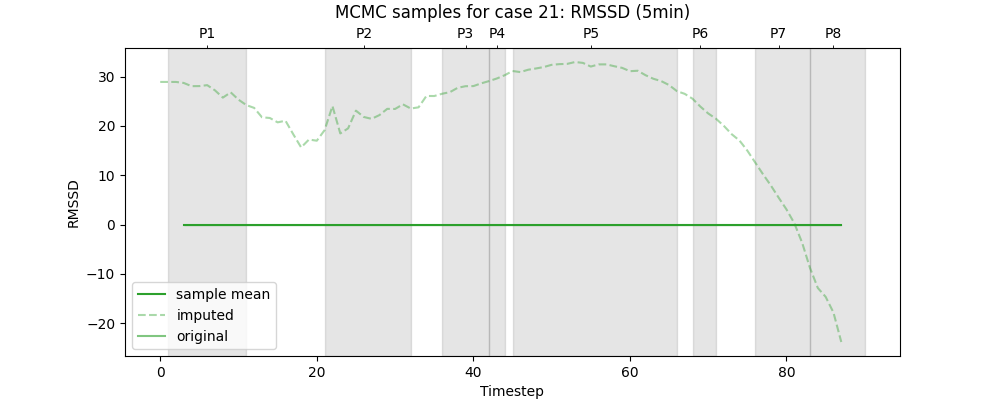 MCMC samples for case 21: RMSSD (5min)
P1 P2 P3 P4 P5 P6 P7 P8
RMSSD
30
20
10
0
−10
−20
sample mean
imputed
original
0 20 40 60 80
Timestep